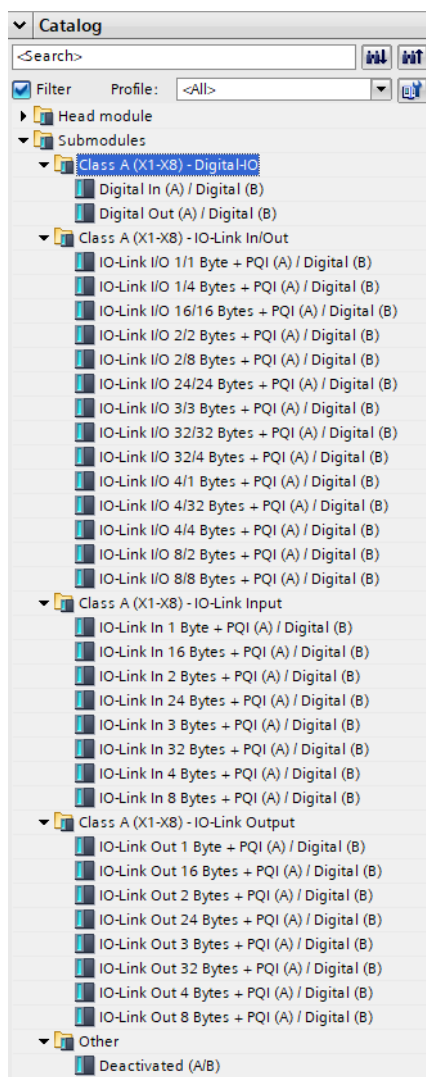 Catalog
<Search>
Filter Profile: <All>
Head module
Submodules
Class A (X1-X8) - Digital-IO
Digital In (A) / Digital (B)
Digital Out (A) / Digital (B)
Class A (X1-X8) - IO-Link In/Out
IO-Link I/O 1/1 Byte + PQI (A) / Digital (B)
IO-Link I/O 1/4 Bytes + PQI (A) / Digital (B)
IO-Link I/O 16/16 Bytes + PQI (A) / Digital (B)
IO-Link I/O 2/2 Bytes + PQI (A) / Digital (B)
IO-Link I/O 2/8 Bytes + PQI (A) / Digital (B)
IO-Link I/O 24/24 Bytes + PQI (A) / Digital (B)
IO-Link I/O 3/3 Bytes + PQI (A) / Digital (B)
IO-Link I/O 32/32 Bytes + PQI (A) / Digital (B)
IO-Link I/O 32/4 Bytes + PQI (A) / Digital (B)
IO-Link I/O 4/1 Bytes + PQI (A) / Digital (B)
IO-Link I/O 4/32 Bytes + PQI (A) / Digital (B)
IO-Link I/O 4/4 Bytes + PQI (A) / Digital (B)
IO-Link I/O 8/2 Bytes + PQI (A) / Digital (B)
IO-Link I/O 8/8 Bytes + PQI (A) / Digital (B)
Class A (X1-X8) - IO-Link Input
IO-Link In 1 Byte + PQI (A) / Digital (B)
IO-Link In 16 Bytes + PQI (A) / Digital (B)
IO-Link In 2 Bytes + PQI (A) / Digital (B)
IO-Link In 24 Bytes + PQI (A) / Digital (B)
IO-Link In 3 Bytes + PQI (A) / Digital (B)
IO-Link In 32 Bytes + PQI (A) / Digital (B)
IO-Link In 4 Bytes + PQI (A) / Digital (B)
IO-Link In 8 Bytes + PQI (A) / Digital (B)
Class A (X1-X8) - IO-Link Output
IO-Link Out 1 Byte + PQI (A) / Digital (B)
IO-Link Out 16 Bytes + PQI (A) / Digital (B)
IO-Link Out 2 Bytes + PQI (A) / Digital (B)
IO-Link Out 24 Bytes + PQI (A) / Digital (B)
IO-Link Out 3 Bytes + PQI (A) / Digital (B)
IO-Link Out 32 Bytes + PQI (A) / Digital (B)
IO-Link Out 4 Bytes + PQI (A) / Digital (B)
IO-Link Out 8 Bytes + PQI (A) / Digital (B)
Other
Deactivated (A/B)